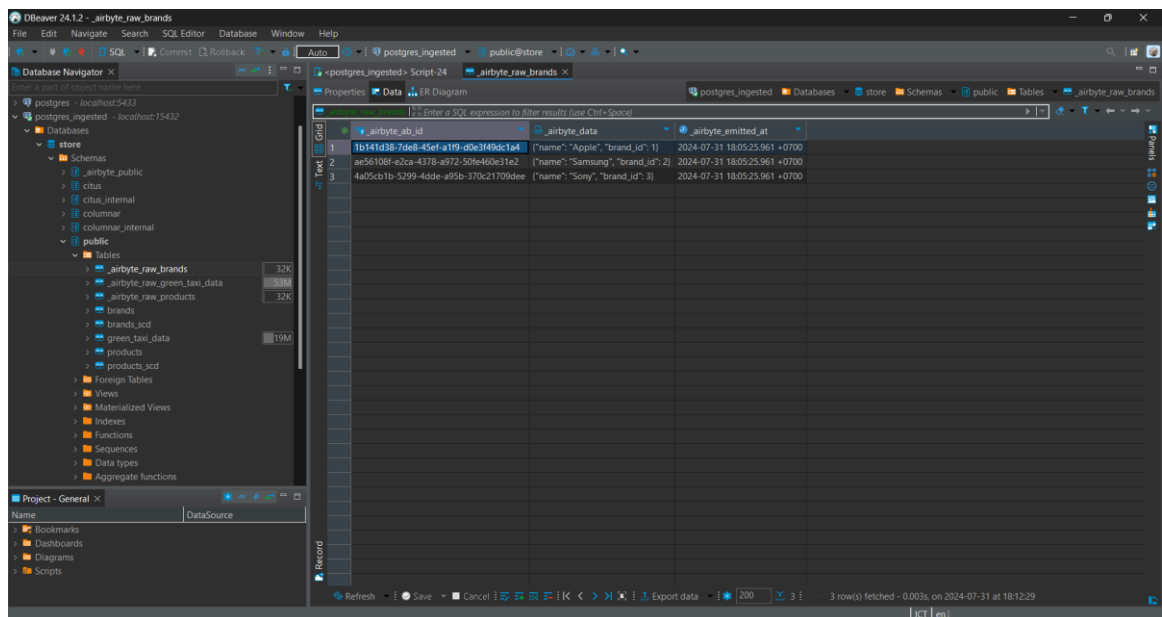 DBeaver 24.1.2 - _airbyte_raw_brands
File Edit Navigate Search SQL Editor Database Window Help
SQL Commit Rollback Auto postgres_ingested public@store
Database Navigator
Enter a part of object name here
postgres - localhost:5433
postgres_ingested - localhost:15432
Databases
store
Schemas
_airbyte_public
citus
citus_internal
columnar
columnar_internal
public
Tables
_airbyte_raw_brands 32K
_airbyte_raw_green_taxi_data 53M
_airbyte_raw_products 32K
brands
brands_scd
green_taxi_data 19M
products
products_scd
Foreign Tables
Views
Materialized Views
Indexes
Functions
Sequences
Data types
Aggregate functions
Project - General
Name DataSource
Bookmarks
Dashboards
Diagrams
Scripts
<postgres_ingested> Script-24 _airbyte_raw_brands
Properties Data ER Diagram postgres_ingested Databases store Schemas public Tables _airbyte_raw_brands
_airbyte_raw_brands Enter a SQL expression to filter results (use Ctrl+Space)
Grid
Text
Record
Panels
_airbyte_ab_id _airbyte_data _airbyte_emitted_at
1 1b141d38-7de8-45ef-a1f9-d0e3f49dc1a4 {"name": "Apple", "brand_id": 1} 2024-07-31 18:05:25.961 +0700
2 ae56108f-e2ca-4378-a972-50fe460e31e2 {"name": "Samsung", "brand_id": 2} 2024-07-31 18:05:25.961 +0700
3 4a05cb1b-5299-4dde-a95b-370c21709dee {"name": "Sony", "brand_id": 3} 2024-07-31 18:05:25.961 +0700
Refresh Save Cancel Export data 200 3 3 row(s) fetched - 0.003s, on 2024-07-31 at 18:12:29
ICT en